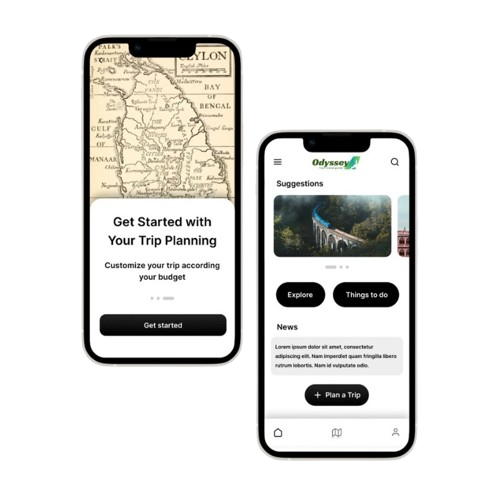 PALK'S
STRAIT
CEYLON
English Miles
BAY
OF
BENGAL
GULF
OF
MANAAR
Get Started with
Your Trip Planning
Customize your trip according
your budget
Get started
Odyssey
Suggestions
Explore
Things to do
News
Lorem ipsum dolor sit amet, consectetur
adipiscing elit. Nam imperdiet quam fringilla libero
rutrum lobortis. Nam id vulputate odio.
+ Plan a Trip